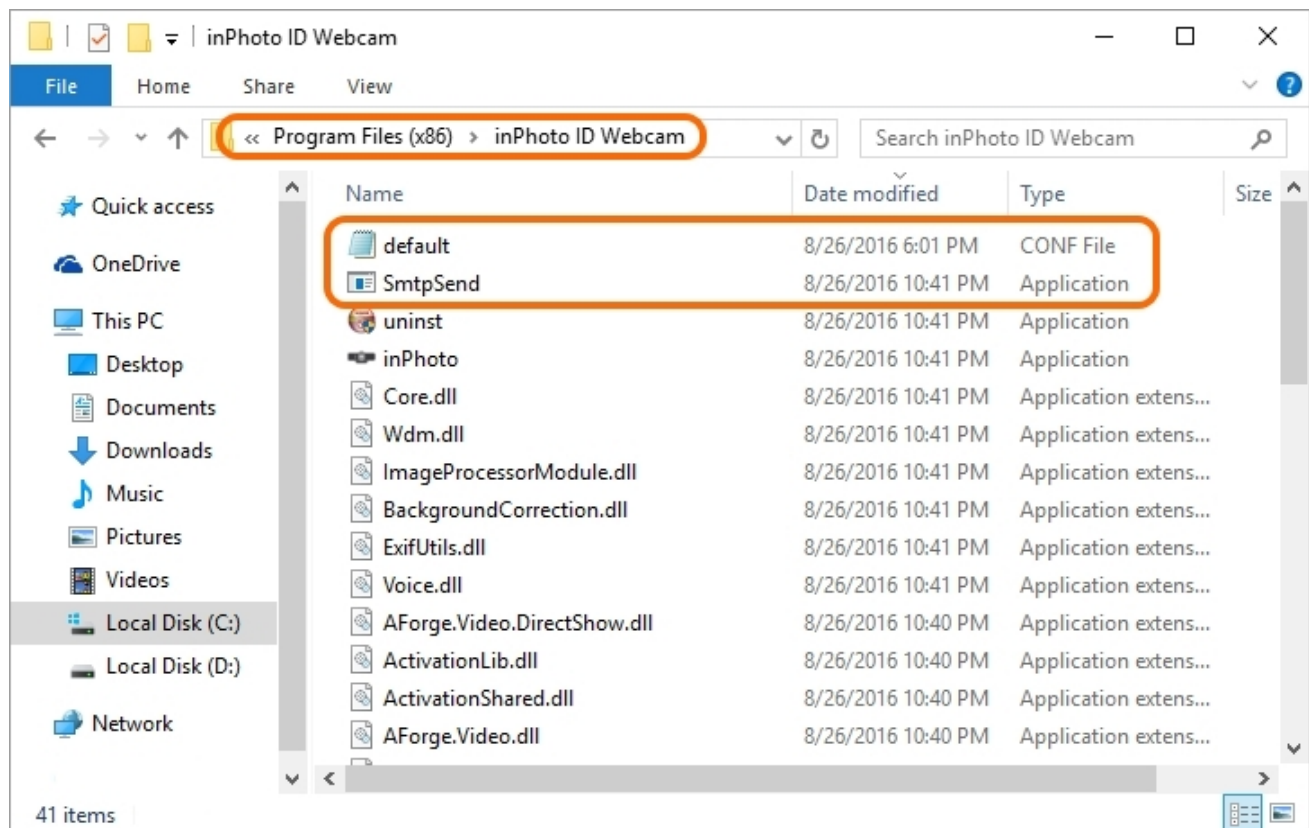 inPhoto ID Webcam
File Home Share View
« Program Files (x86) > inPhoto ID Webcam Search inPhoto ID Webcam
Quick access
OneDrive
This PC
Desktop
Documents
Downloads
Music
Pictures
Videos
Local Disk (C:)
Local Disk (D:)
Network
Name Date modified Type Size
default 8/26/2016 6:01 PM CONF File
SmtpSend 8/26/2016 10:41 PM Application
uninst 8/26/2016 10:41 PM Application
inPhoto 8/26/2016 10:41 PM Application
Core.dll 8/26/2016 10:41 PM Application extens...
Wdm.dll 8/26/2016 10:41 PM Application extens...
ImageProcessorModule.dll 8/26/2016 10:41 PM Application extens...
BackgroundCorrection.dll 8/26/2016 10:41 PM Application extens...
ExifUtils.dll 8/26/2016 10:41 PM Application extens...
Voice.dll 8/26/2016 10:41 PM Application extens...
AForge.Video.DirectShow.dll 8/26/2016 10:40 PM Application extens...
ActivationLib.dll 8/26/2016 10:40 PM Application extens...
ActivationShared.dll 8/26/2016 10:40 PM Application extens...
AForge.Video.dll 8/26/2016 10:40 PM Application extens...
41 items